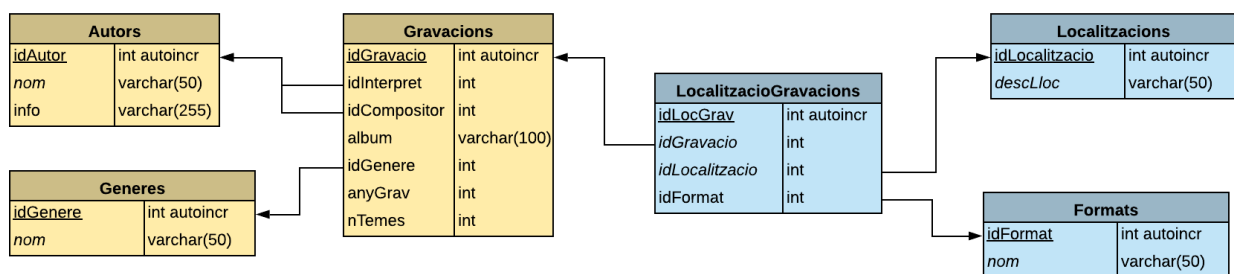 Autors
idAutor int autoincr
nom varchar(50)
info varchar(255)
Generes
idGenere int autoincr
nom varchar(50)
Gravacions
idGravacio int autoincr
idInterpret int
idCompositor int
album varchar(100)
idGenere int
anyGrav int
nTemes int
LocalitzacioGravacions
idLocGrav int autoincr
idGravacio int
idLocalitzacio int
idFormat int
Localitzacions
idLocalitzacio int autoincr
descLloc varchar(50)
Formats
idFormat int autoincr
nom varchar(50)